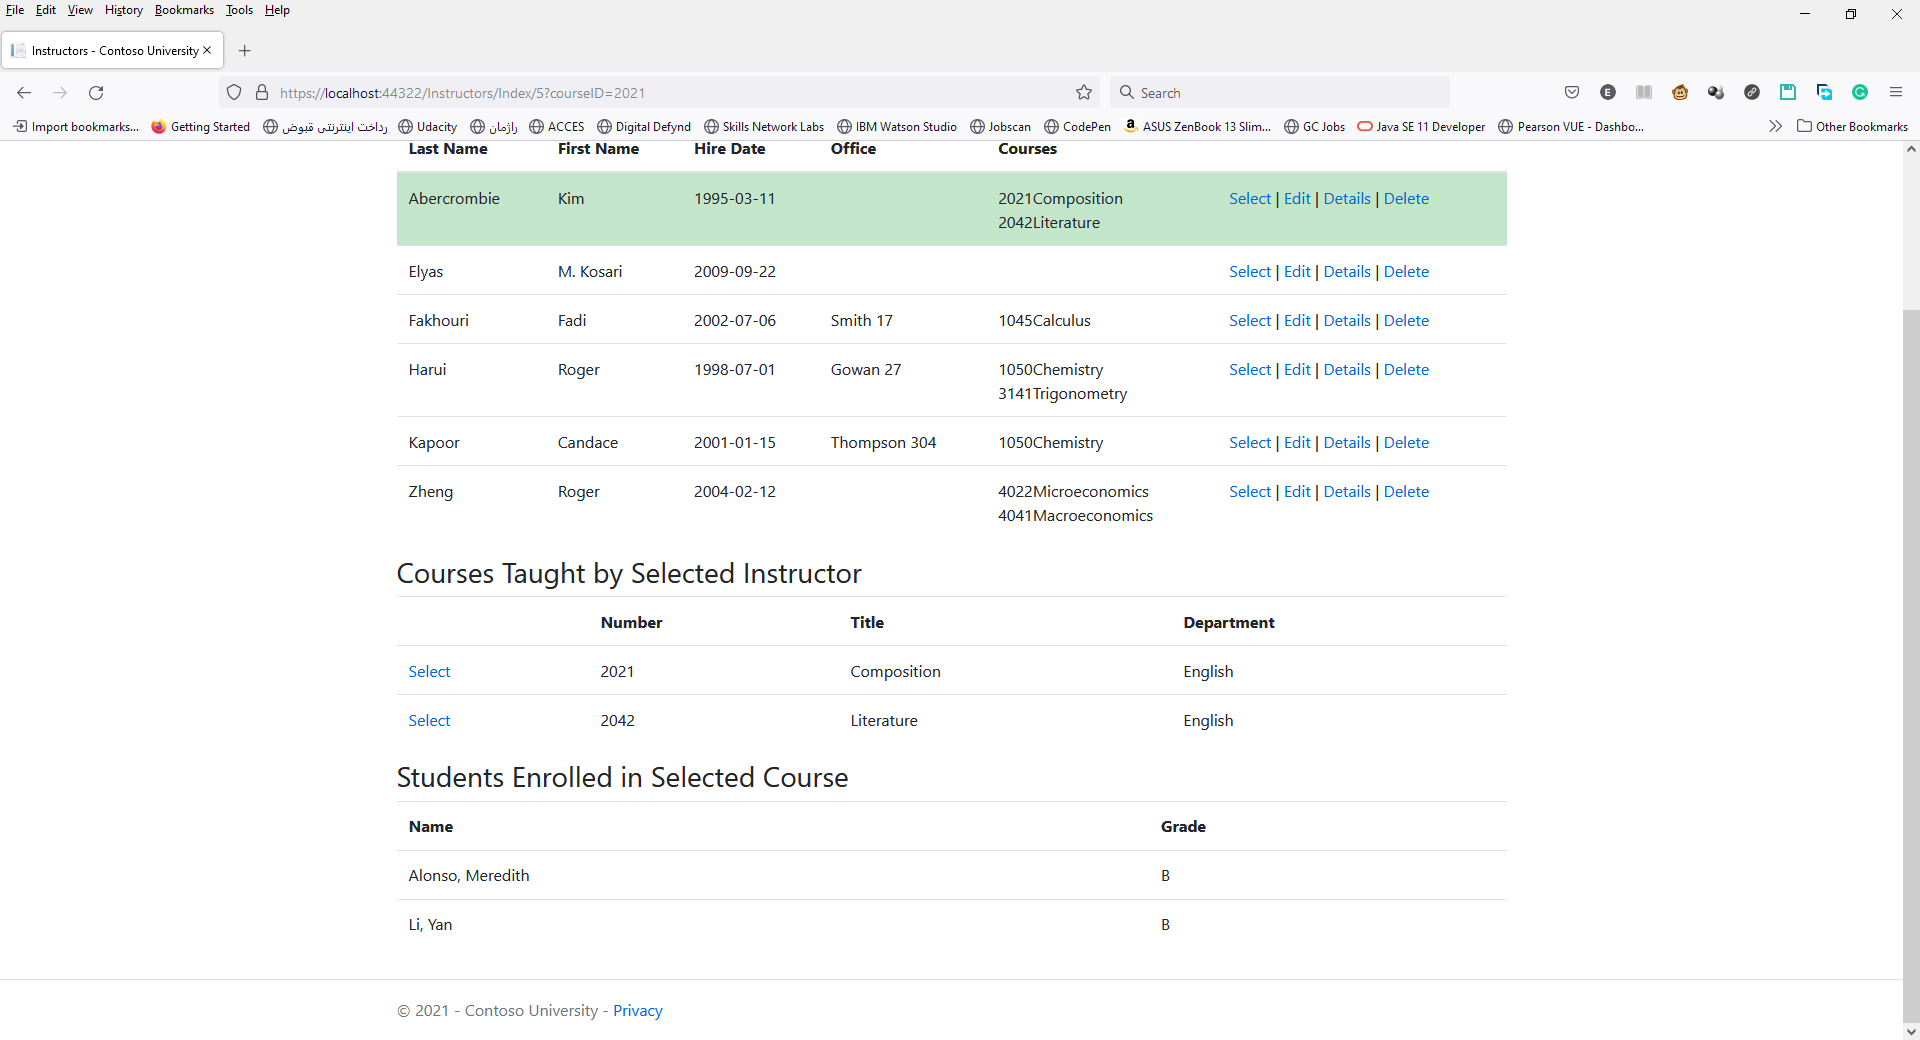 File Edit View History Bookmarks Tools Help
Instructors - Contoso University
https://localhost:44322/Instructors/Index/5?courseID=2021 Search
Import bookmarks... Getting Started رداخت اینترنتی قبوض Udacity راژمان ACCES Digital Defynd Skills Network Labs IBM Watson Studio Jobscan CodePen ASUS ZenBook 13 Slim... GC Jobs Java SE 11 Developer Pearson VUE - Dashbo... Other Bookmarks
Last Name First Name Hire Date Office Courses
Abercrombie Kim 1995-03-11 2021Composition Select | Edit | Details | Delete
2042Literature
Elyas M. Kosari 2009-09-22 Select | Edit | Details | Delete
Fakhouri Fadi 2002-07-06 Smith 17 1045Calculus Select | Edit | Details | Delete
Harui Roger 1998-07-01 Gowan 27 1050Chemistry Select | Edit | Details | Delete
3141Trigonometry
Kapoor Candace 2001-01-15 Thompson 304 1050Chemistry Select | Edit | Details | Delete
Zheng Roger 2004-02-12 4022Microeconomics Select | Edit | Details | Delete
4041Macroeconomics
Courses Taught by Selected Instructor
Number Title Department
Select 2021 Composition English
Select 2042 Literature English
Students Enrolled in Selected Course
Name Grade
Alonso, Meredith B
Li, Yan B
© 2021 - Contoso University - Privacy